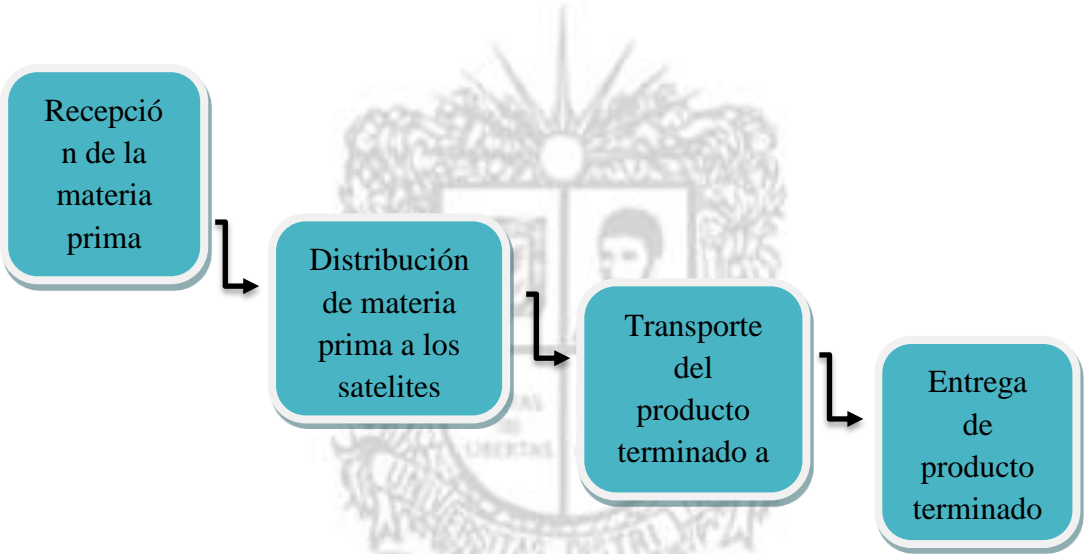 Recepció
n de la
materia
prima
Distribución
de materia
prima a los
satelites
Transporte
del
producto
terminado a
Entrega
de
producto
terminado
LIBERTAS